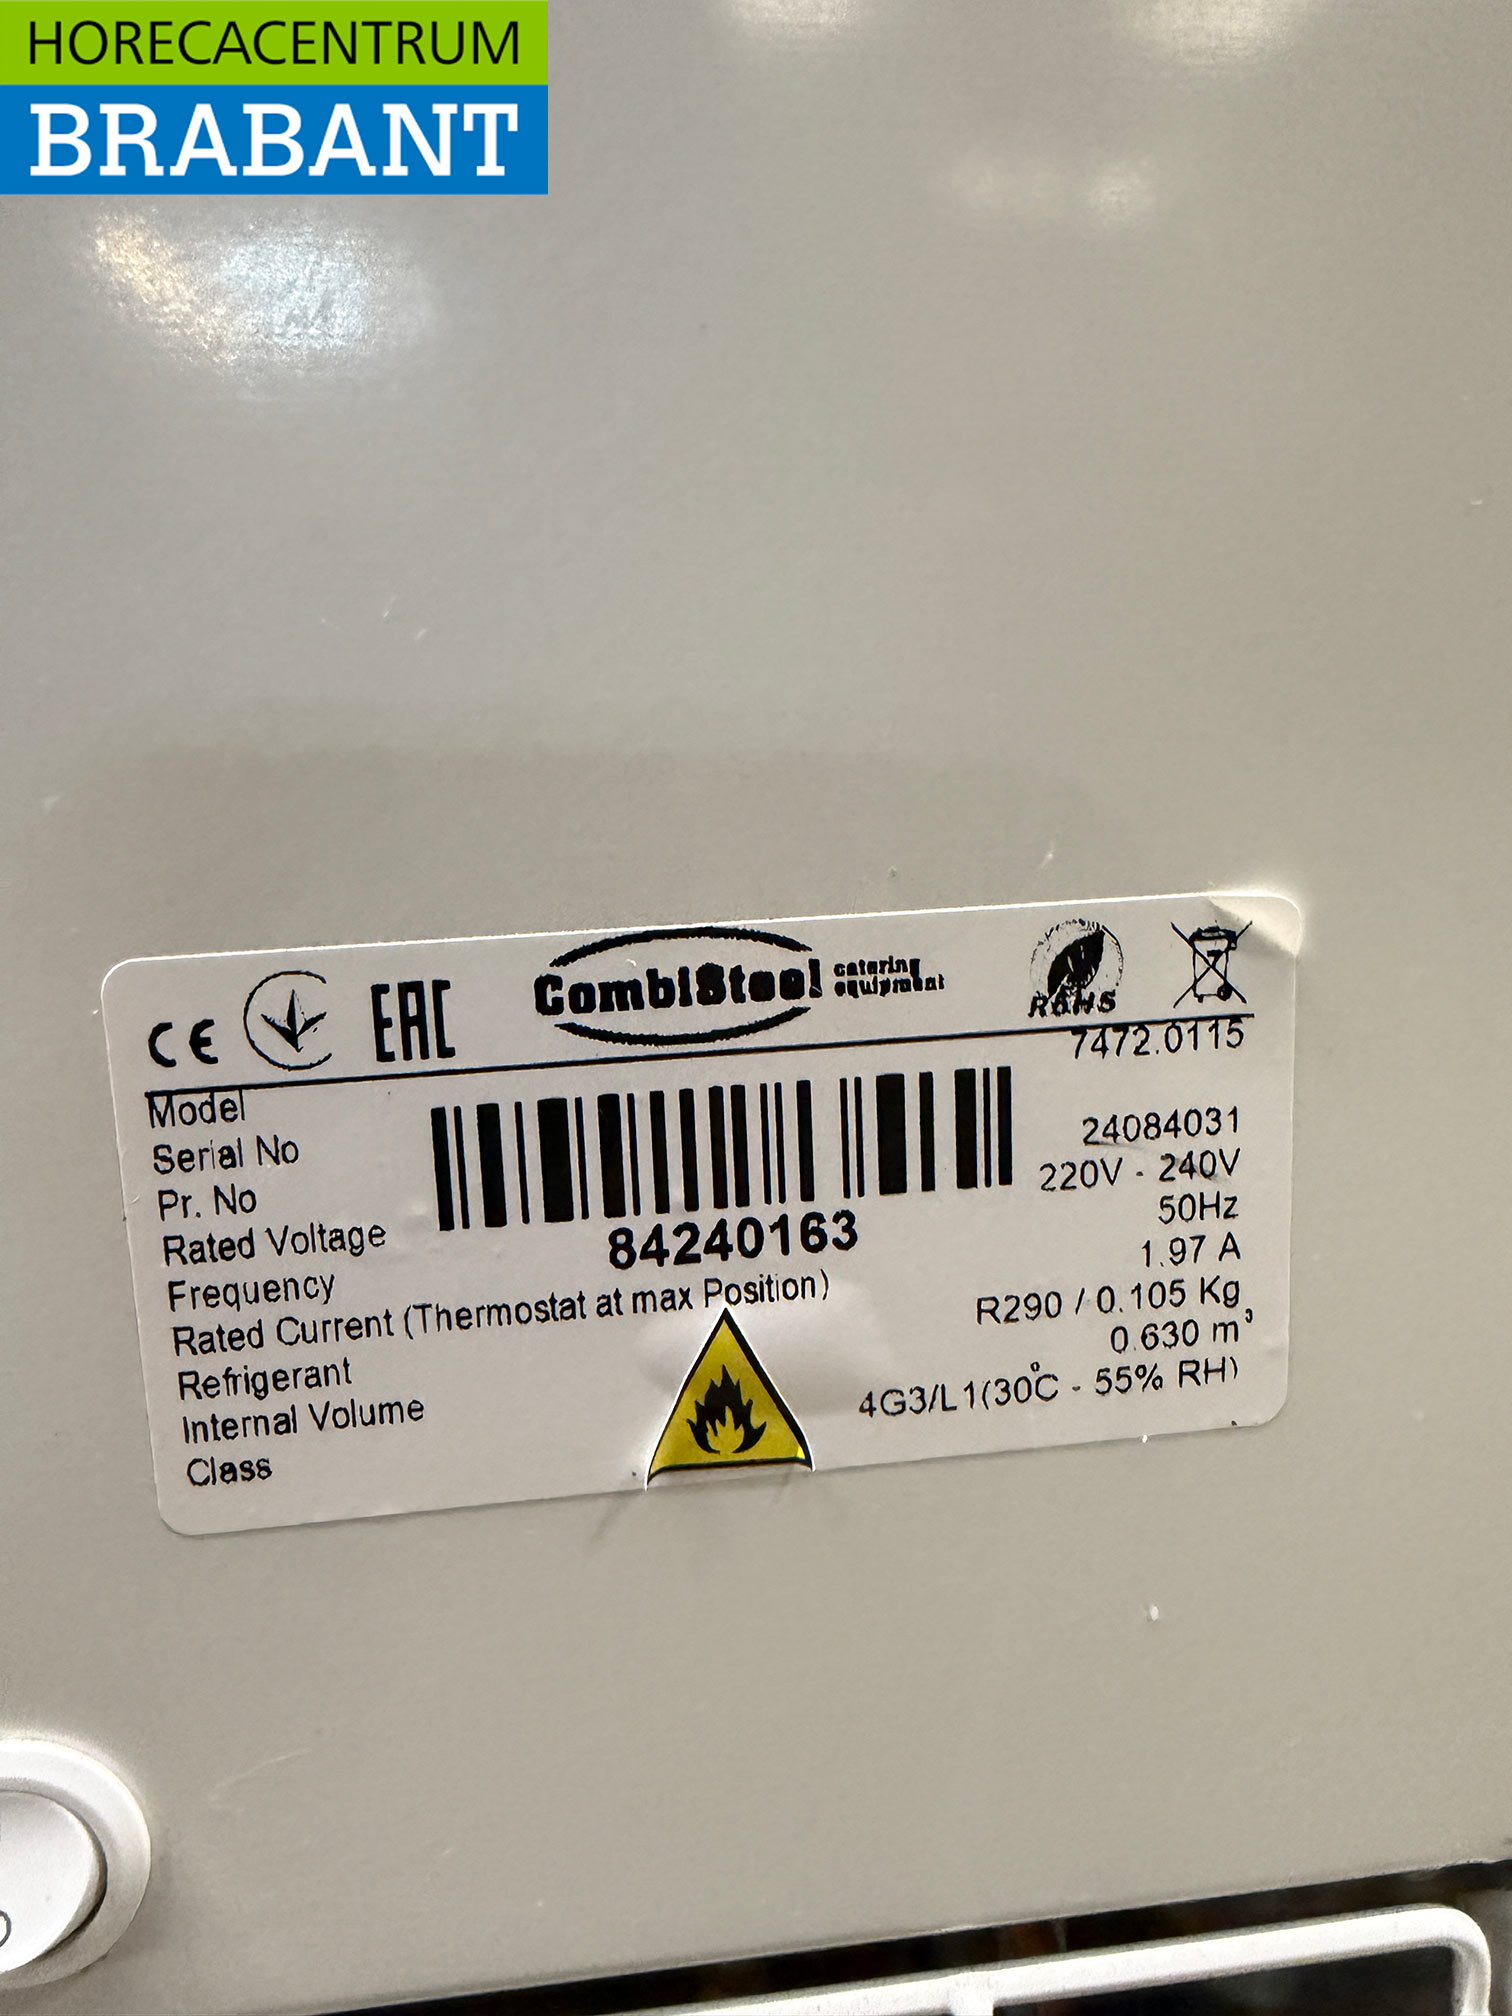 HORECACENTRUM
BRABANT
CE EAC CombiSteel catering equipment RoHS
Model 7472.0115
Serial No
Pr. No 24084031
Rated Voltage 220V - 240V
84240163
Frequency 50Hz
Rated Current (Thermostat at max Position) 1.97 A
Refrigerant R290 / 0.105 Kg
Internal Volume 0.630 m³
Class 4G3/L1(30°C - 55% RH)